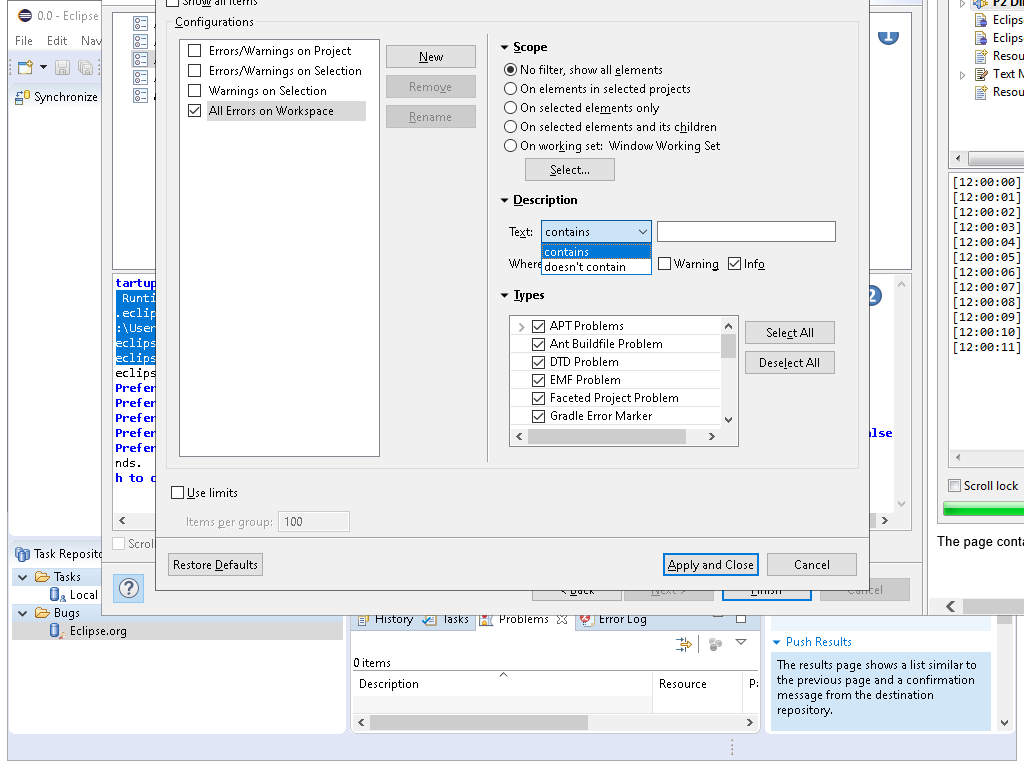 0.0 - Eclipse
File Edit Nav
Synchronize
Show all items
Configurations
Errors/Warnings on Project
Errors/Warnings on Selection
Warnings on Selection
All Errors on Workspace
New
Remove
Rename
Scope
No filter, show all elements
On elements in selected projects
On selected elements only
On selected elements and its children
On working set: Window Working Set
Select...
Description
Text: contains
contains
doesn't contain
Where
Warning
Info
Types
APT Problems
Ant Buildfile Problem
DTD Problem
EMF Problem
Faceted Project Problem
Gradle Error Marker
Select All
Deselect All
Use limits
Items per group: 100
Restore Defaults
Apply and Close
Cancel
tartup
Runti
.eclip
:\User
eclips
eclips
eclips
Prefer
Prefer
Prefer
Prefer
alse
Prefer
nds.
h to c
Scroll
1
2
< Back
Next >
Finish
Cancel
P2 Di
Eclips
Eclips
Resou
Text M
Resou
[12:00:00]
[12:00:01]
[12:00:02]
[12:00:03]
[12:00:04]
[12:00:05]
[12:00:06]
[12:00:07]
[12:00:08]
[12:00:09]
[12:00:10]
[12:00:11]
Scroll lock
The page conta
Task Reposito
Tasks
Local
Bugs
Eclipse.org
History
Tasks
Problems
Error Log
0 items
Description
Resource
Pa
Push Results
The results page shows a list similar to
the previous page and a confirmation
message from the destination
repository.